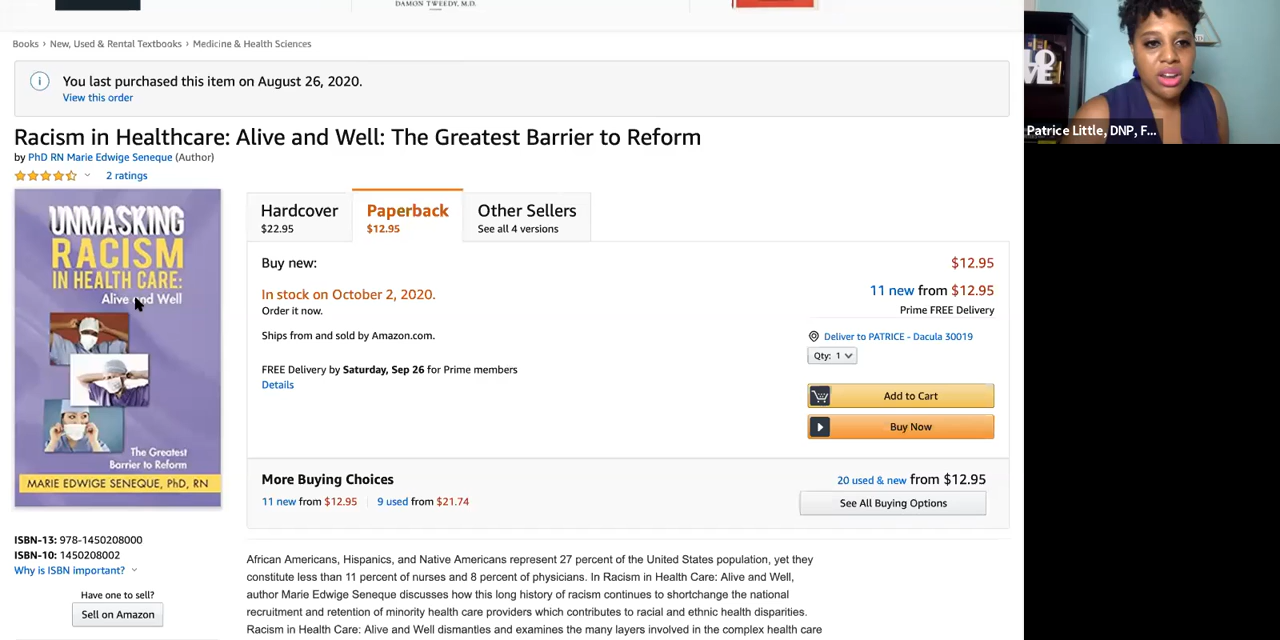 DAMON TWEEDY, M.D.
Books › New, Used & Rental Textbooks › Medicine & Health Sciences
You last purchased this item on August 26, 2020.
View this order
Racism in Healthcare: Alive and Well: The Greatest Barrier to Reform
by PhD RN Marie Edwige Seneque (Author)
2 ratings
UNMASKING
RACISM
IN HEALTH CARE:
Alive and Well
The Greatest
Barrier to Reform
MARIE EDWIGE SENEQUE, PhD, RN
ISBN-13: 978-1450208000
ISBN-10: 1450208002
Why is ISBN important?
Have one to sell?
Sell on Amazon
Hardcover
$22.95
Paperback
$12.95
Other Sellers
See all 4 versions
Buy new:
$12.95
In stock on October 2, 2020.
Order it now.
11 new from $12.95
Prime FREE Delivery
Ships from and sold by Amazon.com.
Deliver to PATRICE - Dacula 30019
Qty: 1
FREE Delivery by Saturday, Sep 26 for Prime members
Details
Add to Cart
Buy Now
More Buying Choices
11 new from $12.95 | 9 used from $21.74
20 used & new from $12.95
See All Buying Options
African Americans, Hispanics, and Native Americans represent 27 percent of the United States population, yet they
constitute less than 11 percent of nurses and 8 percent of physicians. In Racism in Health Care: Alive and Well,
author Marie Edwige Seneque discusses how this long history of racism continues to shortchange the national
recruitment and retention of minority health care providers which contributes to racial and ethnic health disparities.
Racism in Health Care: Alive and Well dismantles and examines the many layers involved in the complex health care
LOVE
Patrice Little, DNP, F...